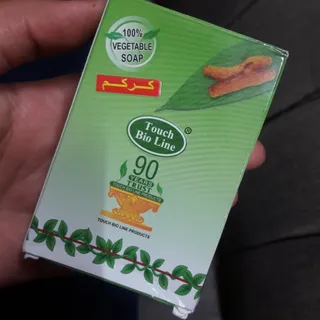 100%
VEGETABLE
SOAP
كركم
Touch
Bio Line
®
90
YEARS
TRUST
TOUCH BIO LINE PRODUCTS